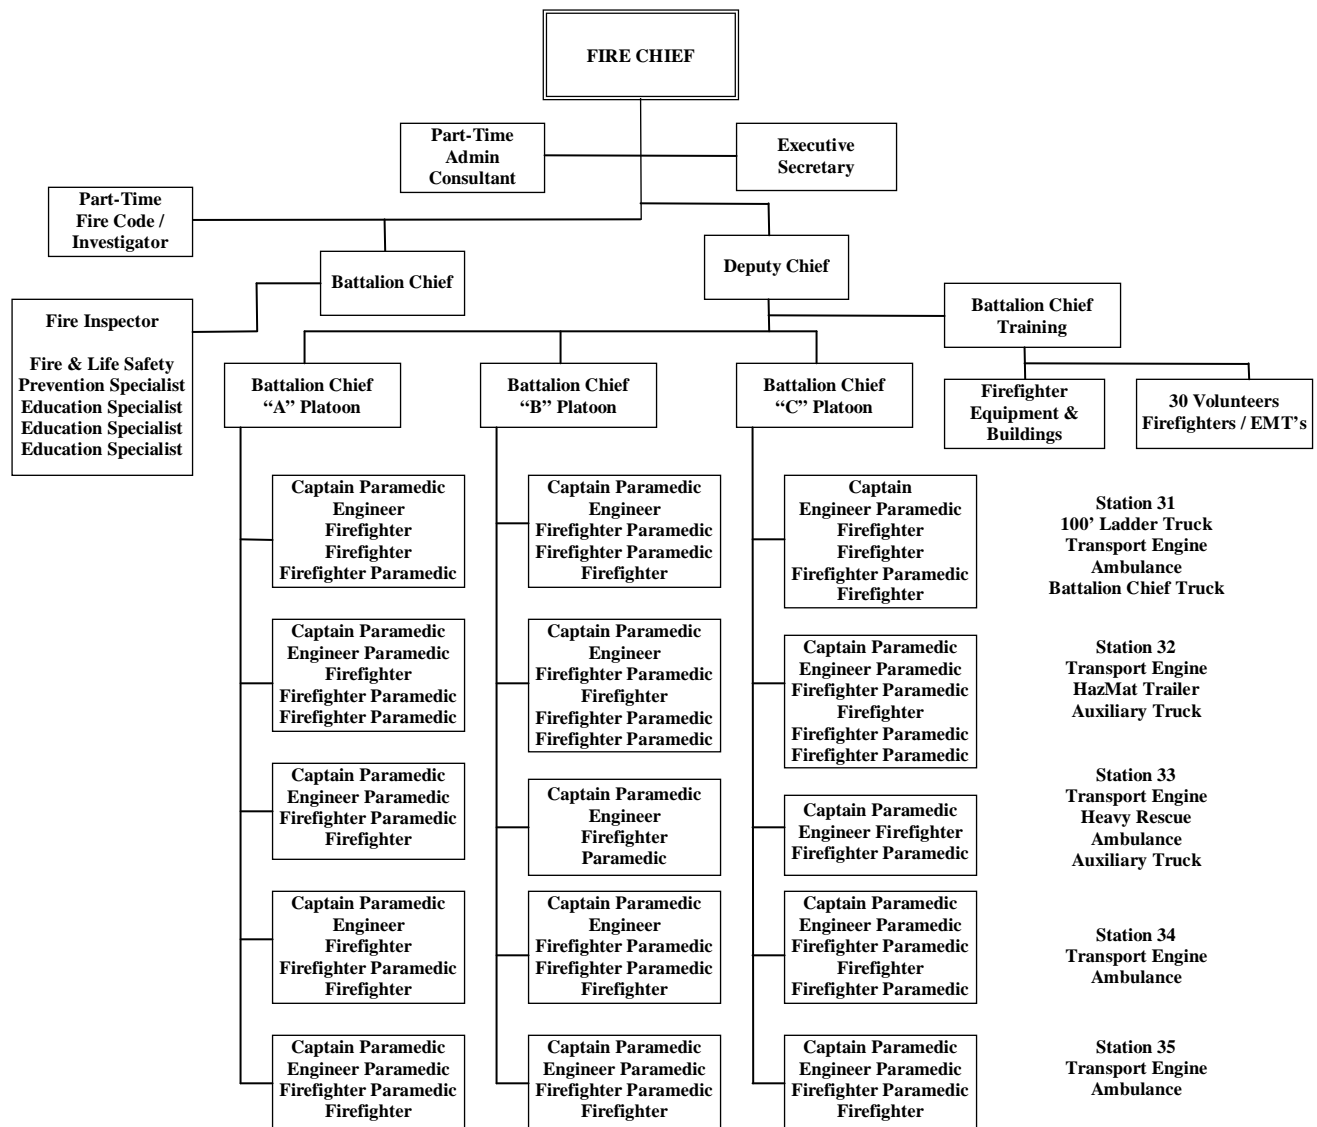 FIRE CHIEF
Part-Time
Admin
Consultant
Executive
Secretary
Part-Time
Fire Code /
Investigator
Battalion Chief
Deputy Chief
Fire Inspector
Fire & Life Safety
Prevention Specialist
Education Specialist
Education Specialist
Education Specialist
Battalion Chief
Training
Battalion Chief
“A” Platoon
Battalion Chief
“B” Platoon
Battalion Chief
“C” Platoon
Firefighter
Equipment &
Buildings
30 Volunteers
Firefighters / EMT’s
Captain Paramedic
Engineer
Firefighter
Firefighter
Firefighter Paramedic
Captain Paramedic
Engineer
Firefighter Paramedic
Firefighter Paramedic
Firefighter
Captain
Engineer Paramedic
Firefighter
Firefighter
Firefighter Paramedic
Firefighter
Station 31
100’ Ladder Truck
Transport Engine
Ambulance
Battalion Chief Truck
Captain Paramedic
Engineer Paramedic
Firefighter
Firefighter Paramedic
Firefighter Paramedic
Captain Paramedic
Engineer
Firefighter Paramedic
Firefighter
Firefighter Paramedic
Firefighter Paramedic
Captain Paramedic
Engineer Paramedic
Firefighter Paramedic
Firefighter
Firefighter Paramedic
Firefighter Paramedic
Station 32
Transport Engine
HazMat Trailer
Auxiliary Truck
Captain Paramedic
Engineer Paramedic
Firefighter Paramedic
Firefighter
Captain Paramedic
Engineer
Firefighter
Paramedic
Captain Paramedic
Engineer Firefighter
Firefighter Paramedic
Station 33
Transport Engine
Heavy Rescue
Ambulance
Auxiliary Truck
Captain Paramedic
Engineer
Firefighter
Firefighter Paramedic
Firefighter
Captain Paramedic
Engineer
Firefighter Paramedic
Firefighter Paramedic
Firefighter
Captain Paramedic
Engineer Paramedic
Firefighter Paramedic
Firefighter
Firefighter Paramedic
Station 34
Transport Engine
Ambulance
Captain Paramedic
Engineer Paramedic
Firefighter Paramedic
Firefighter
Captain Paramedic
Engineer Paramedic
Firefighter Paramedic
Firefighter
Captain Paramedic
Engineer Paramedic
Firefighter Paramedic
Firefighter
Station 35
Transport Engine
Ambulance